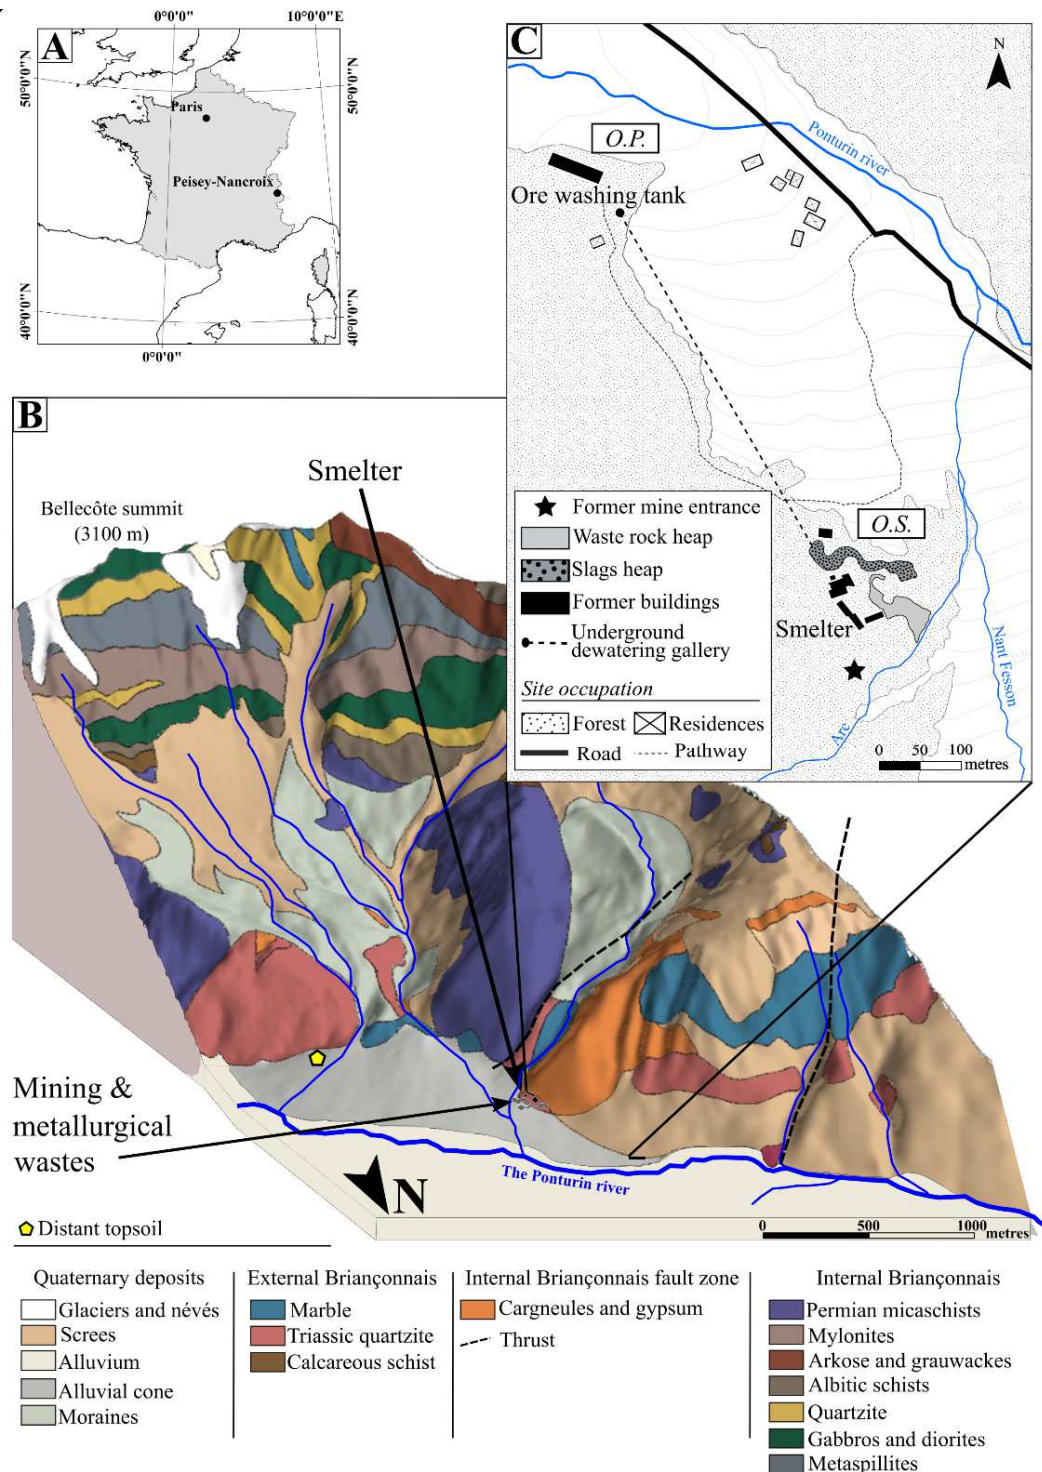 0°0'0"
10°0'0"E
A
50°0'0"N
50°0'0"N
Paris
Peisey-Nancroix
40°0'0"N
40°0'0"N
0°0'0"
C
N
O.P.
Ponturin river
Ore washing tank
O.S.
Smelter
Nant Fesson
Arc
0 50 100
metres
Former mine entrance
Waste rock heap
Slags heap
Former buildings
Underground
dewatering gallery
Site occupation
Forest
Residences
Road
Pathway
B
Smelter
Bellecôte summit
(3100 m)
Mining &
metallurgical
wastes
N
The Ponturin river
0 500 1000 metres
Distant topsoil
Quaternary deposits
Glaciers and névés
Screes
Alluvium
Alluvial cone
Moraines
External Briançonnais
Marble
Triassic quartzite
Calcareous schist
Internal Briançonnais fault zone
Cargneules and gypsum
Thrust
Internal Briançonnais
Permian micaschists
Mylonites
Arkose and grauwackes
Albitic schists
Quartzite
Gabbros and diorites
Metaspillites